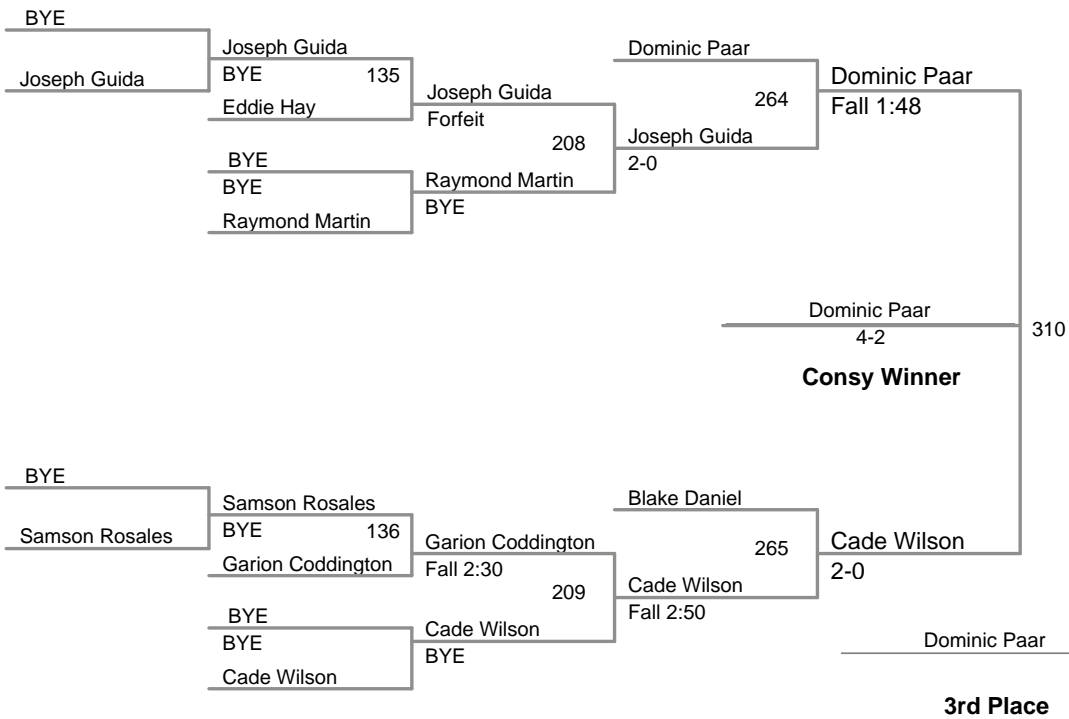 BYE
Joseph Guida
Joseph Guida
BYE
135
Eddie Hay
Joseph Guida
Forfeit
208
BYE
BYE
Raymond Martin
Raymond Martin
BYE
Dominic Paar
264
Joseph Guida
2-0
Dominic Paar
Fall 1:48
Dominic Paar
4-2
310
Consy Winner
BYE
Samson Rosales
Samson Rosales
BYE
136
Garion Coddington
Garion Coddington
Fall 2:30
209
BYE
BYE
Cade Wilson
Cade Wilson
BYE
Blake Daniel
265
Cade Wilson
Fall 2:50
Cade Wilson
2-0
Dominic Paar
3rd Place